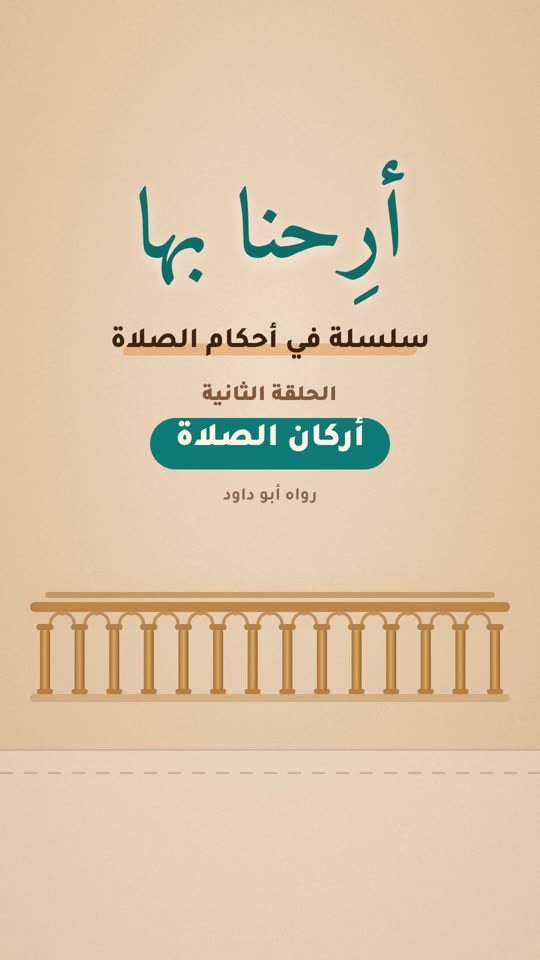 أرِحنا بها
سلسلة في أحكام الصلاة
الحلقة الثانية
أركان الصلاة
رواه أبو داود